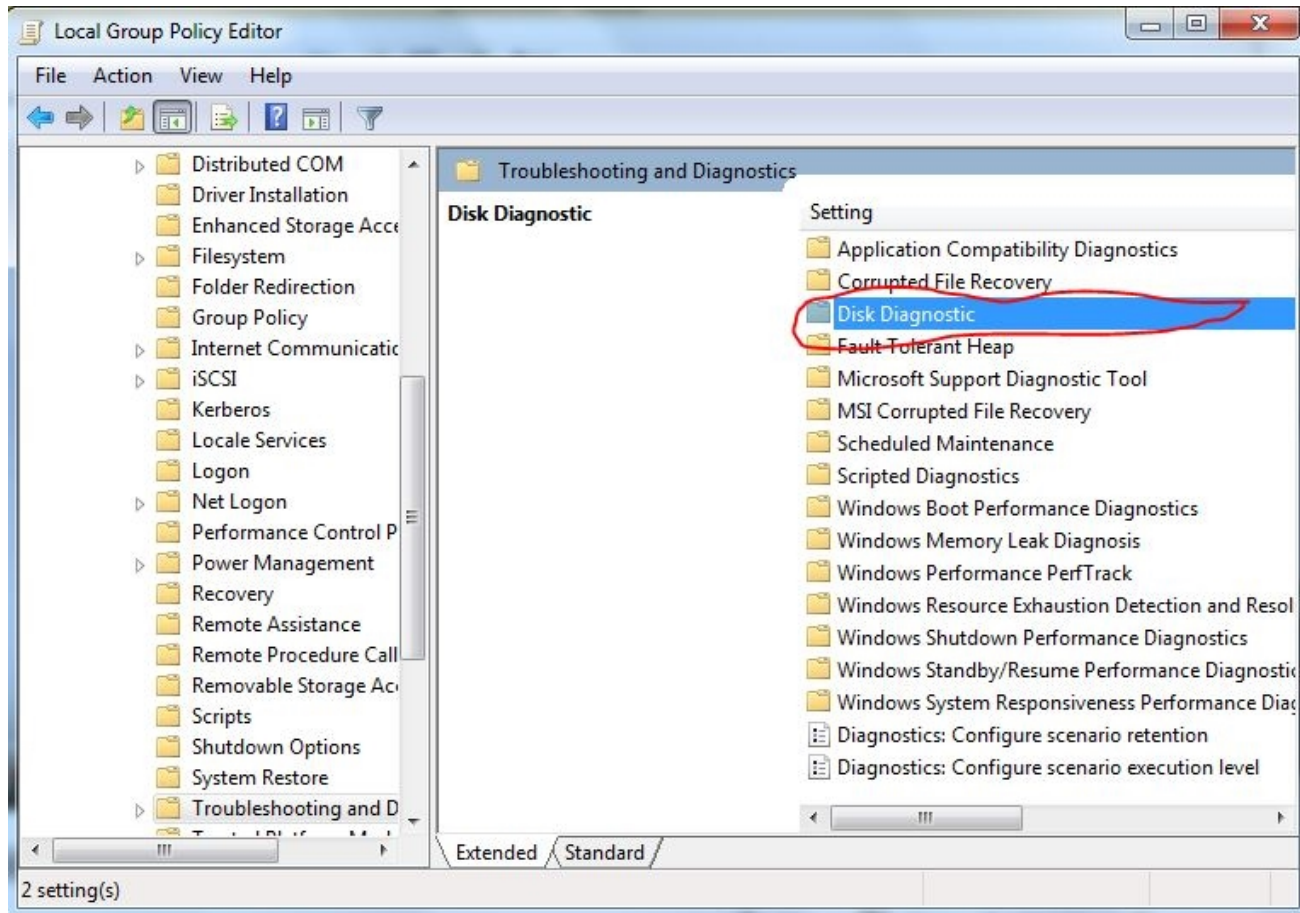 Local Group Policy Editor
File Action View Help
Distributed COM
Driver Installation
Enhanced Storage Acce
Filesystem
Folder Redirection
Group Policy
Internet Communicatic
iSCSI
Kerberos
Locale Services
Logon
Net Logon
Performance Control P
Power Management
Recovery
Remote Assistance
Remote Procedure Call
Removable Storage Ac
Scripts
Shutdown Options
System Restore
Troubleshooting and D
Troubleshooting and Diagnostics
Disk Diagnostic
Setting
Application Compatibility Diagnostics
Corrupted File Recovery
Disk Diagnostic
Fault Tolerant Heap
Microsoft Support Diagnostic Tool
MSI Corrupted File Recovery
Scheduled Maintenance
Scripted Diagnostics
Windows Boot Performance Diagnostics
Windows Memory Leak Diagnosis
Windows Performance PerfTrack
Windows Resource Exhaustion Detection and Resol
Windows Shutdown Performance Diagnostics
Windows Standby/Resume Performance Diagnostic
Windows System Responsiveness Performance Diag
Diagnostics: Configure scenario retention
Diagnostics: Configure scenario execution level
Extended Standard
2 setting(s)